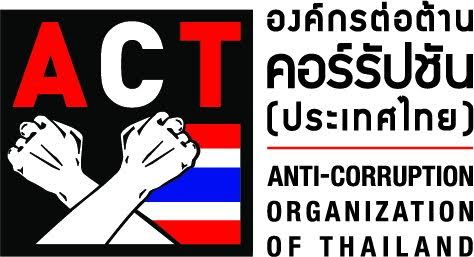 ACT
องค์กรต่อต้าน
คอร์รัปชัน
(ประเทศไทย)
ANTI-CORRUPTION
ORGANIZATION
OF THAILAND